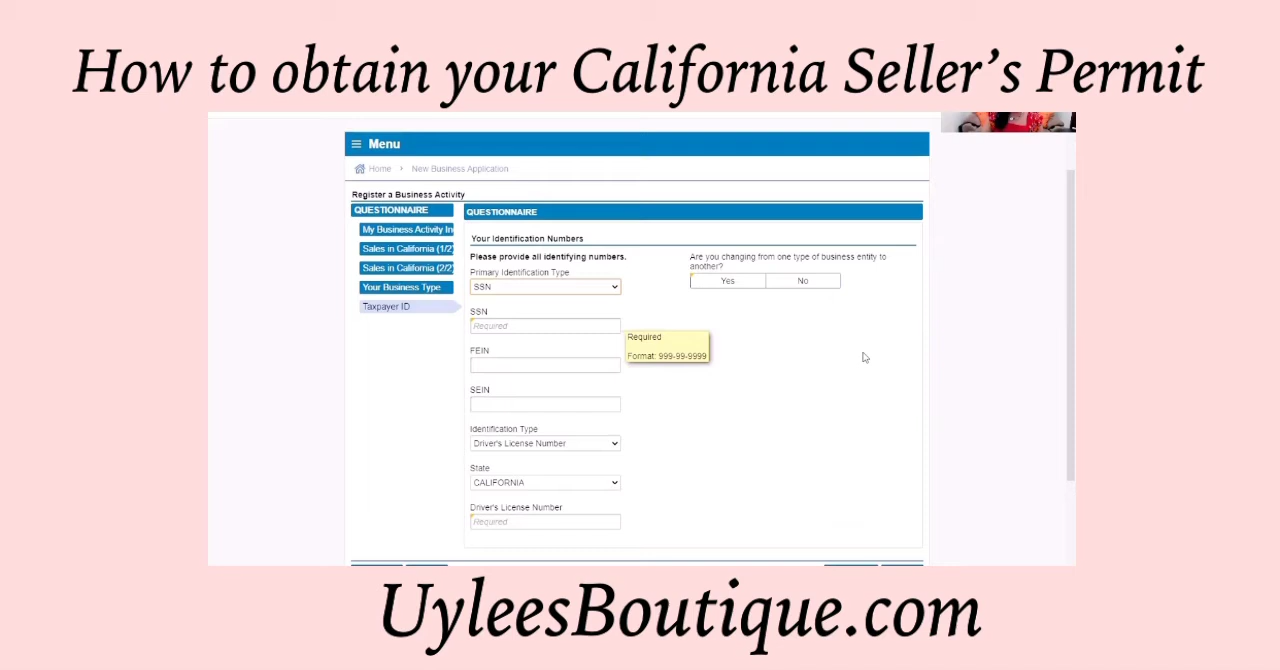 How to obtain your California Seller's Permit
≡ Menu
Home > New Business Application
Register a Business Activity
QUESTIONNAIRE
My Business Activity In
Sales in California (1/2)
Sales in California (2/2)
Your Business Type
Taxpayer ID
QUESTIONNAIRE
Your Identification Numbers
Please provide all identifying numbers.
Primary Identification Type
SSN
SSN
Required
Required
Format: 999-99-9999
FEIN
SEIN
Identification Type
Driver's License Number
State
CALIFORNIA
Driver's License Number
Required
Are you changing from one type of business entity to
another?
Yes No
UyleesBoutique.com